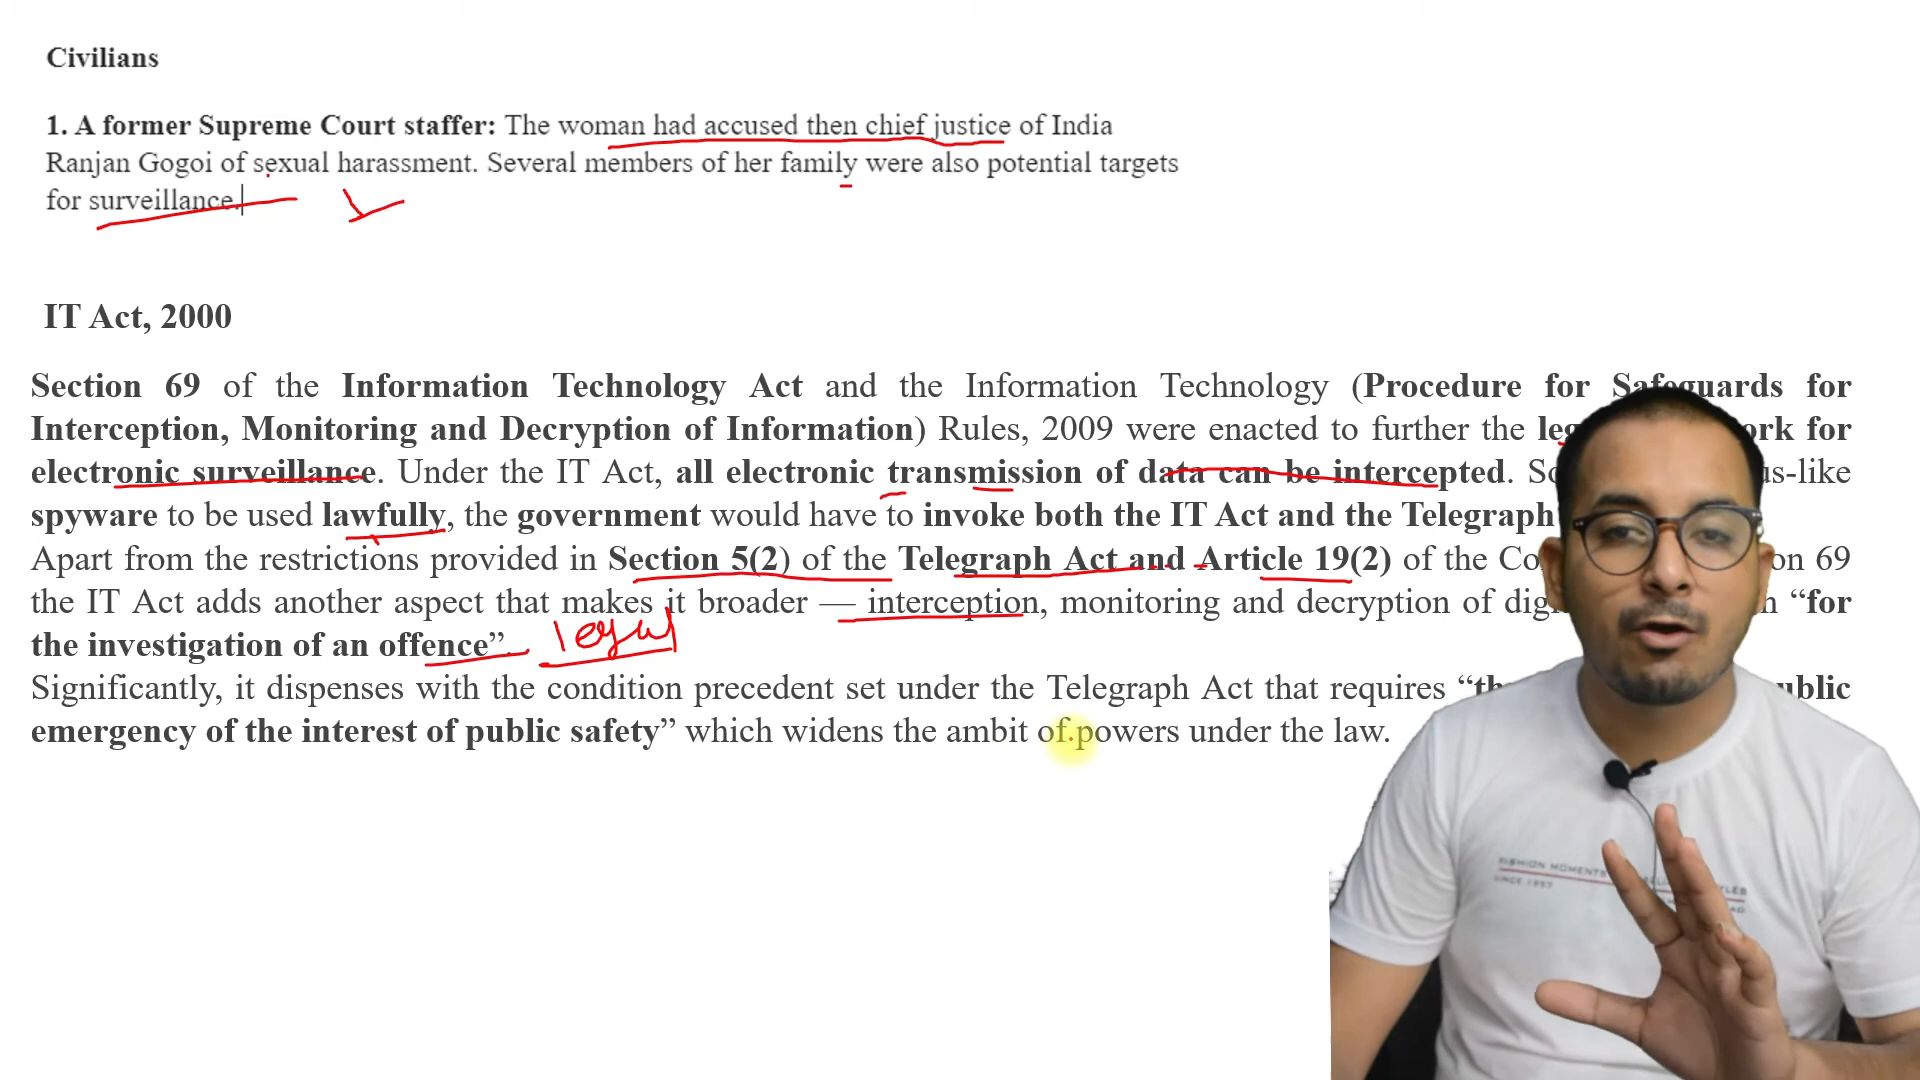 Civilians
1. A former Supreme Court staffer: The woman had accused then chief justice of India
Ranjan Gogoi of sexual harassment. Several members of her family were also potential targets
for surveillance.
IT Act, 2000
Section 69 of the Information Technology Act and the Information Technology (Procedure for Safeguards for
Interception, Monitoring and Decryption of Information) Rules, 2009 were enacted to further the for
electronic surveillance. Under the IT Act, all electronic transmission of data can be intercepted.
spyware to be used lawfully, the government would have to invoke both the IT Act and the Telegraph
Apart from the restrictions provided in Section 5(2) of the Telegraph Act and Article 19(2) of the 69
the IT Act adds another aspect that makes it broader — interception, monitoring and decryption of “for
the investigation of an offence”. legal
Significantly, it dispenses with the condition precedent set under the Telegraph Act that requires
emergency of the interest of public safety” which widens the ambit of powers under the law.
SINCE 1997